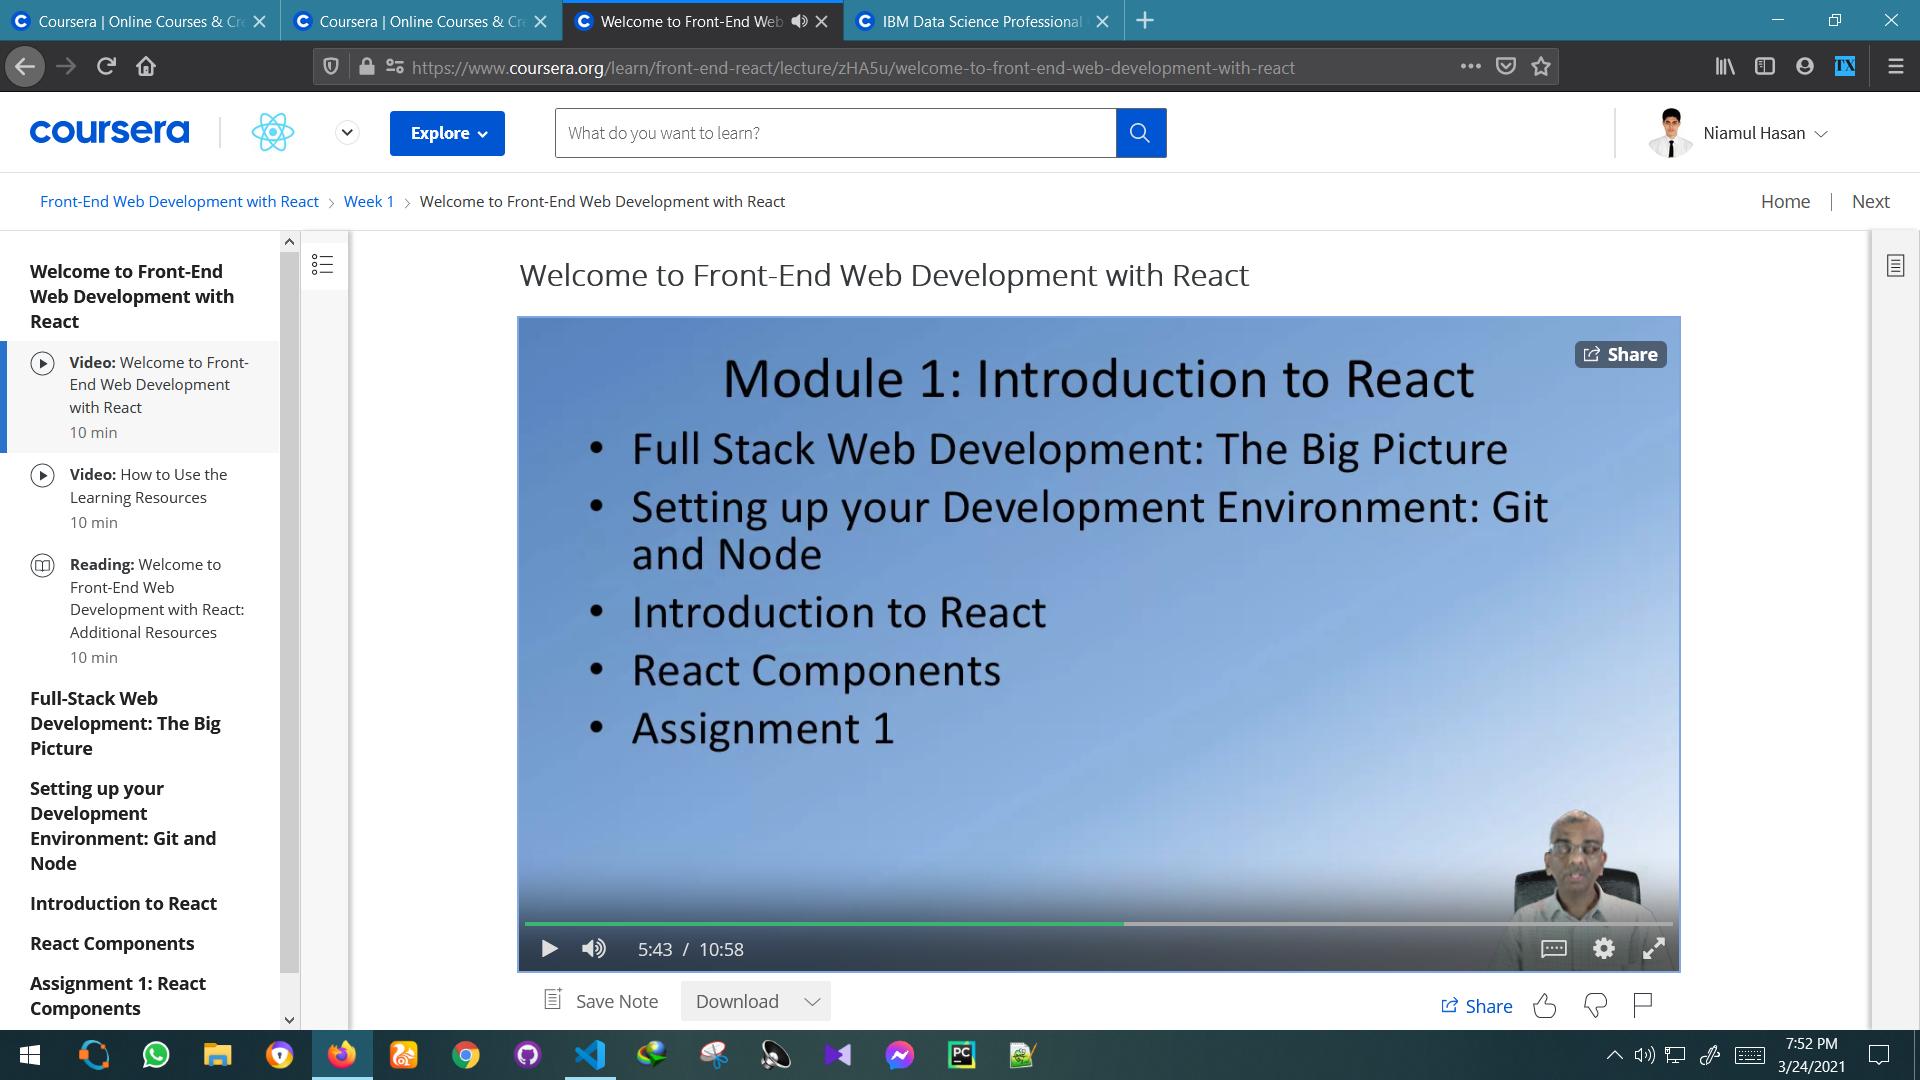 Coursera | Online Courses & Cre
Coursera | Online Courses & Cre
Welcome to Front-End Web
IBM Data Science Professional
https://www.coursera.org/learn/front-end-react/lecture/zHA5u/welcome-to-front-end-web-development-with-react
TX
coursera
Explore
What do you want to learn?
Niamul Hasan
Front-End Web Development with React > Week 1 > Welcome to Front-End Web Development with React
Home | Next
Welcome to Front-End
Web Development with
React
Video: Welcome to Front-
End Web Development
with React
10 min
Video: How to Use the
Learning Resources
10 min
Reading: Welcome to
Front-End Web
Development with React:
Additional Resources
10 min
Full-Stack Web
Development: The Big
Picture
Setting up your
Development
Environment: Git and
Node
Introduction to React
React Components
Assignment 1: React
Components
Welcome to Front-End Web Development with React
Share
Module 1: Introduction to React
• Full Stack Web Development: The Big Picture
• Setting up your Development Environment: Git
and Node
• Introduction to React
• React Components
• Assignment 1
5:43 / 10:58
Save Note
Download
Share
PC
7:52 PM
3/24/2021